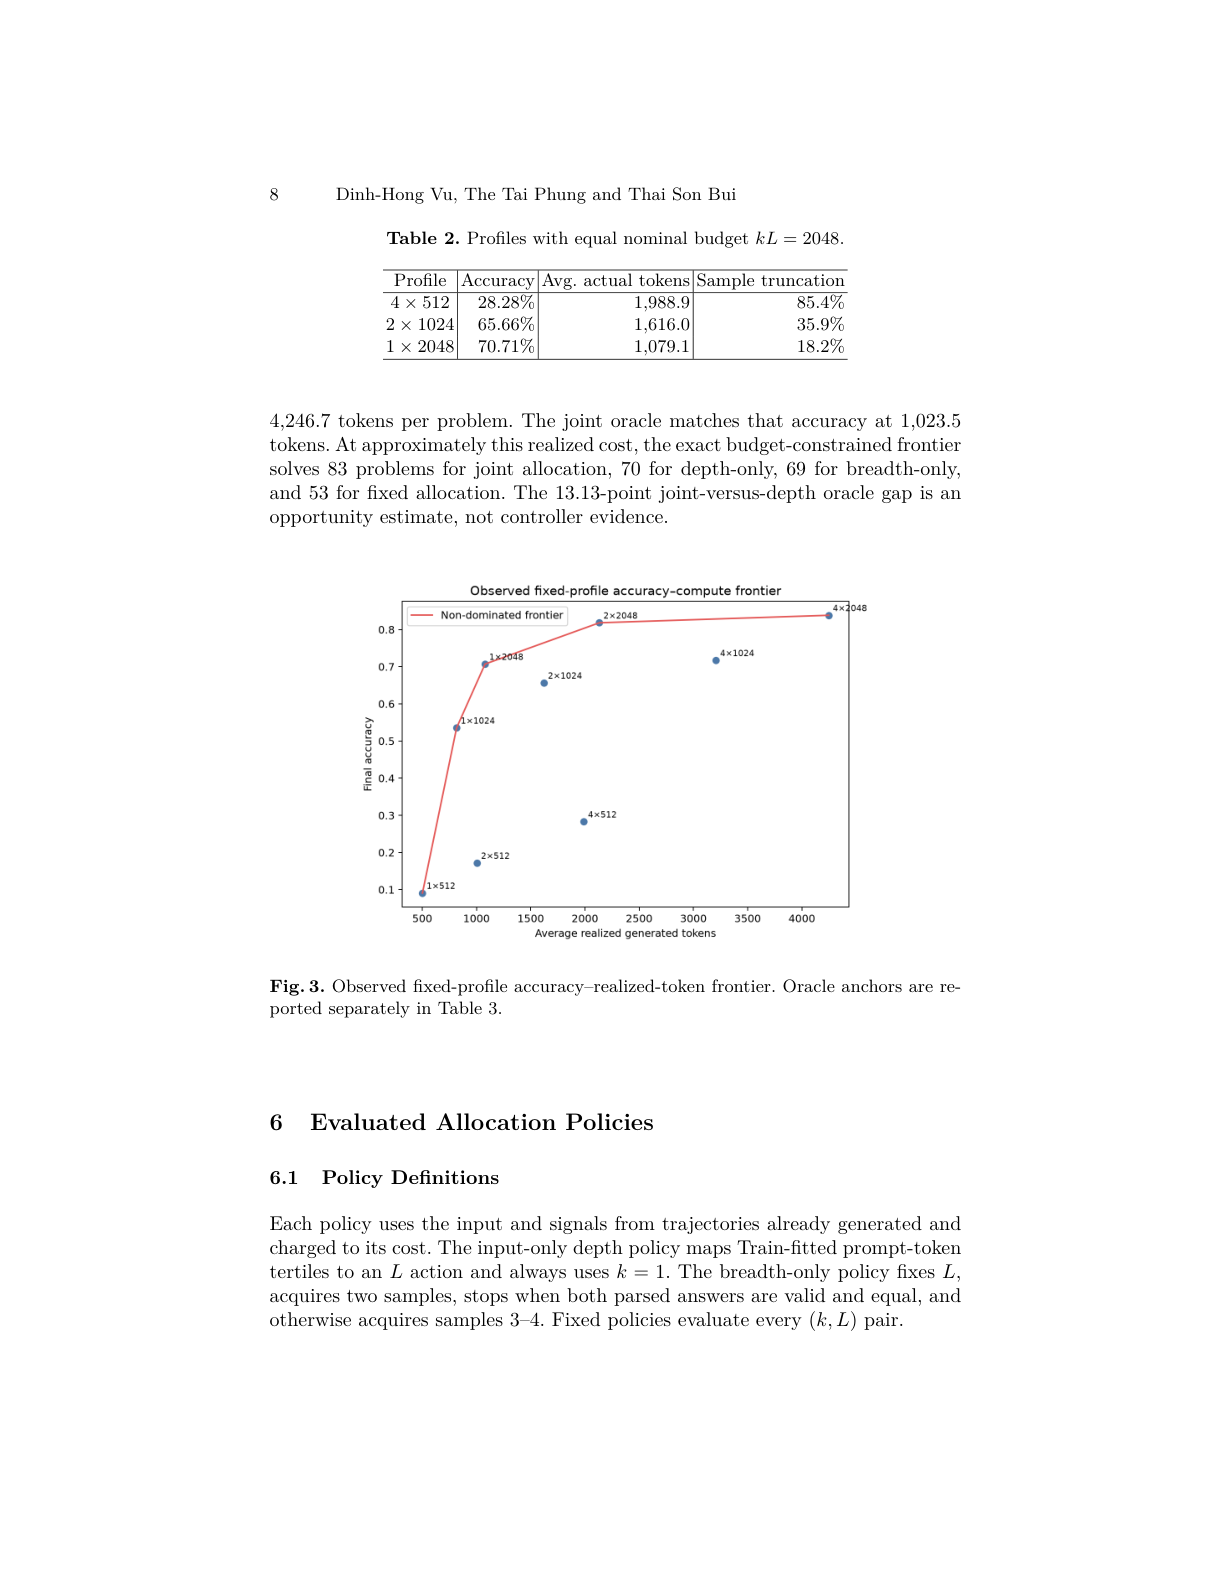 8 Dinh-Hong Vu, The Tai Phung and Thai Son Bui
Table 2. Profiles with equal nominal budget kL = 2048.
Profile Accuracy Avg. actual tokens Sample truncation
4 × 512 28.28% 1,988.9 85.4%
2 × 1024 65.66% 1,616.0 35.9%
1 × 2048 70.71% 1,079.1 18.2%
4,246.7 tokens per problem. The joint oracle matches that accuracy at 1,023.5
tokens. At approximately this realized cost, the exact budget-constrained frontier
solves 83 problems for joint allocation, 70 for depth-only, 69 for breadth-only,
and 53 for fixed allocation. The 13.13-point joint-versus-depth oracle gap is an
opportunity estimate, not controller evidence.
Observed fixed-profile accuracy–compute frontier
Non-dominated frontier
4×2048
2×2048
4×1024
1×2048
2×1024
1×1024
4×512
2×512
1×512
0.8
0.7
0.6
0.5
0.4
0.3
0.2
0.1
Final accuracy
500 1000 1500 2000 2500 3000 3500 4000
Average realized generated tokens
Fig. 3. Observed fixed-profile accuracy–realized-token frontier. Oracle anchors are re-
ported separately in Table 3.
6 Evaluated Allocation Policies
6.1 Policy Definitions
Each policy uses the input and signals from trajectories already generated and
charged to its cost. The input-only depth policy maps Train-fitted prompt-token
tertiles to an L action and always uses k = 1. The breadth-only policy fixes L,
acquires two samples, stops when both parsed answers are valid and equal, and
otherwise acquires samples 3–4. Fixed policies evaluate every (k, L) pair.